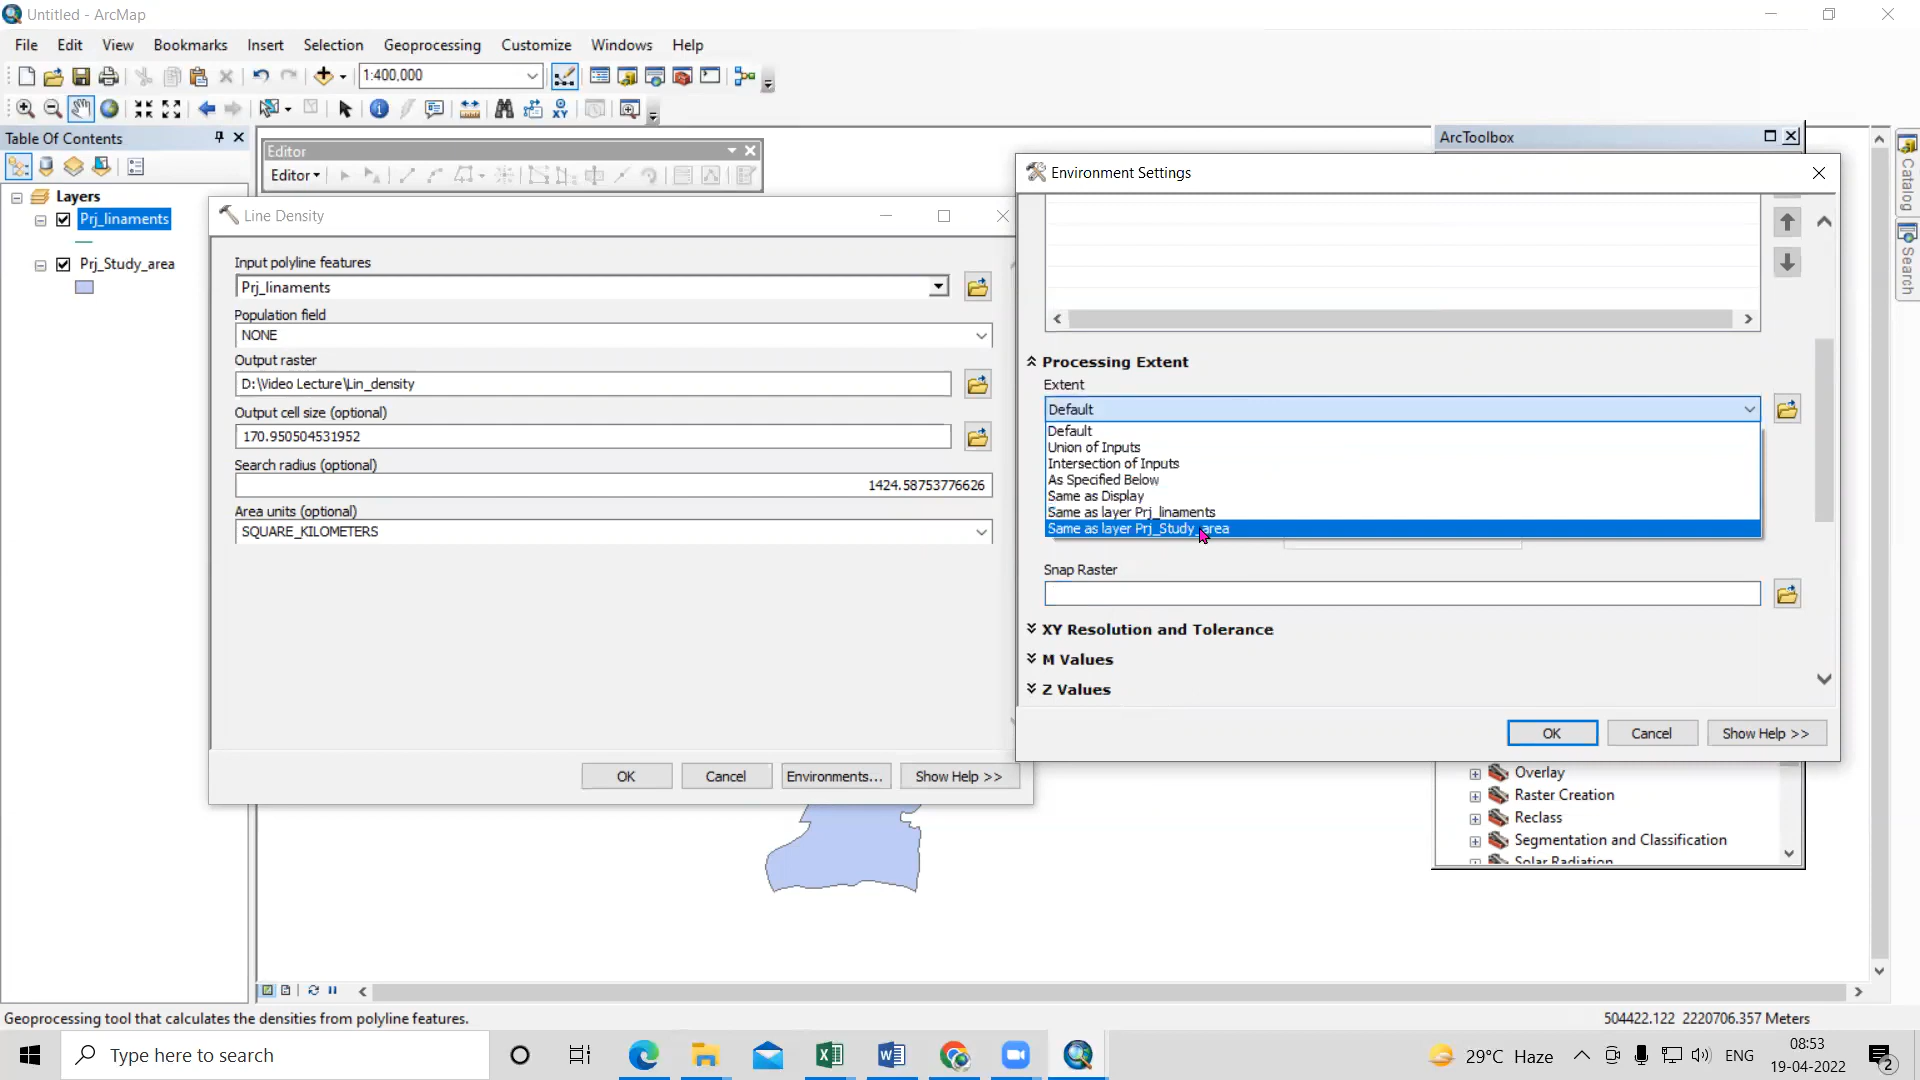 Untitled - ArcMap
File Edit View Bookmarks Insert Selection Geoprocessing Customize Windows Help
1:400,000
Table Of Contents
Layers
Prj_linaments
Prj_Study_area
Editor
Editor
Line Density
Input polyline features
Prj_linaments
Population field
NONE
Output raster
D:\Video Lecture\Lin_density
Output cell size (optional)
170.950504531952
Search radius (optional)
1424.58753776626
Area units (optional)
SQUARE_KILOMETERS
OK Cancel Environments... Show Help >>
ArcToolbox
Environment Settings
Processing Extent
Extent
Default
Default
Union of Inputs
Intersection of Inputs
As Specified Below
Same as Display
Same as layer Prj_linaments
Same as layer Prj_Study_area
Snap Raster
XY Resolution and Tolerance
M Values
Z Values
OK Cancel Show Help >>
Overlay
Raster Creation
Reclass
Segmentation and Classification
Solar Radiation
Catalog
Search
Geoprocessing tool that calculates the densities from polyline features.
504422.122 2220706.357 Meters
Type here to search
29°C Haze
ENG
08:53
19-04-2022
2